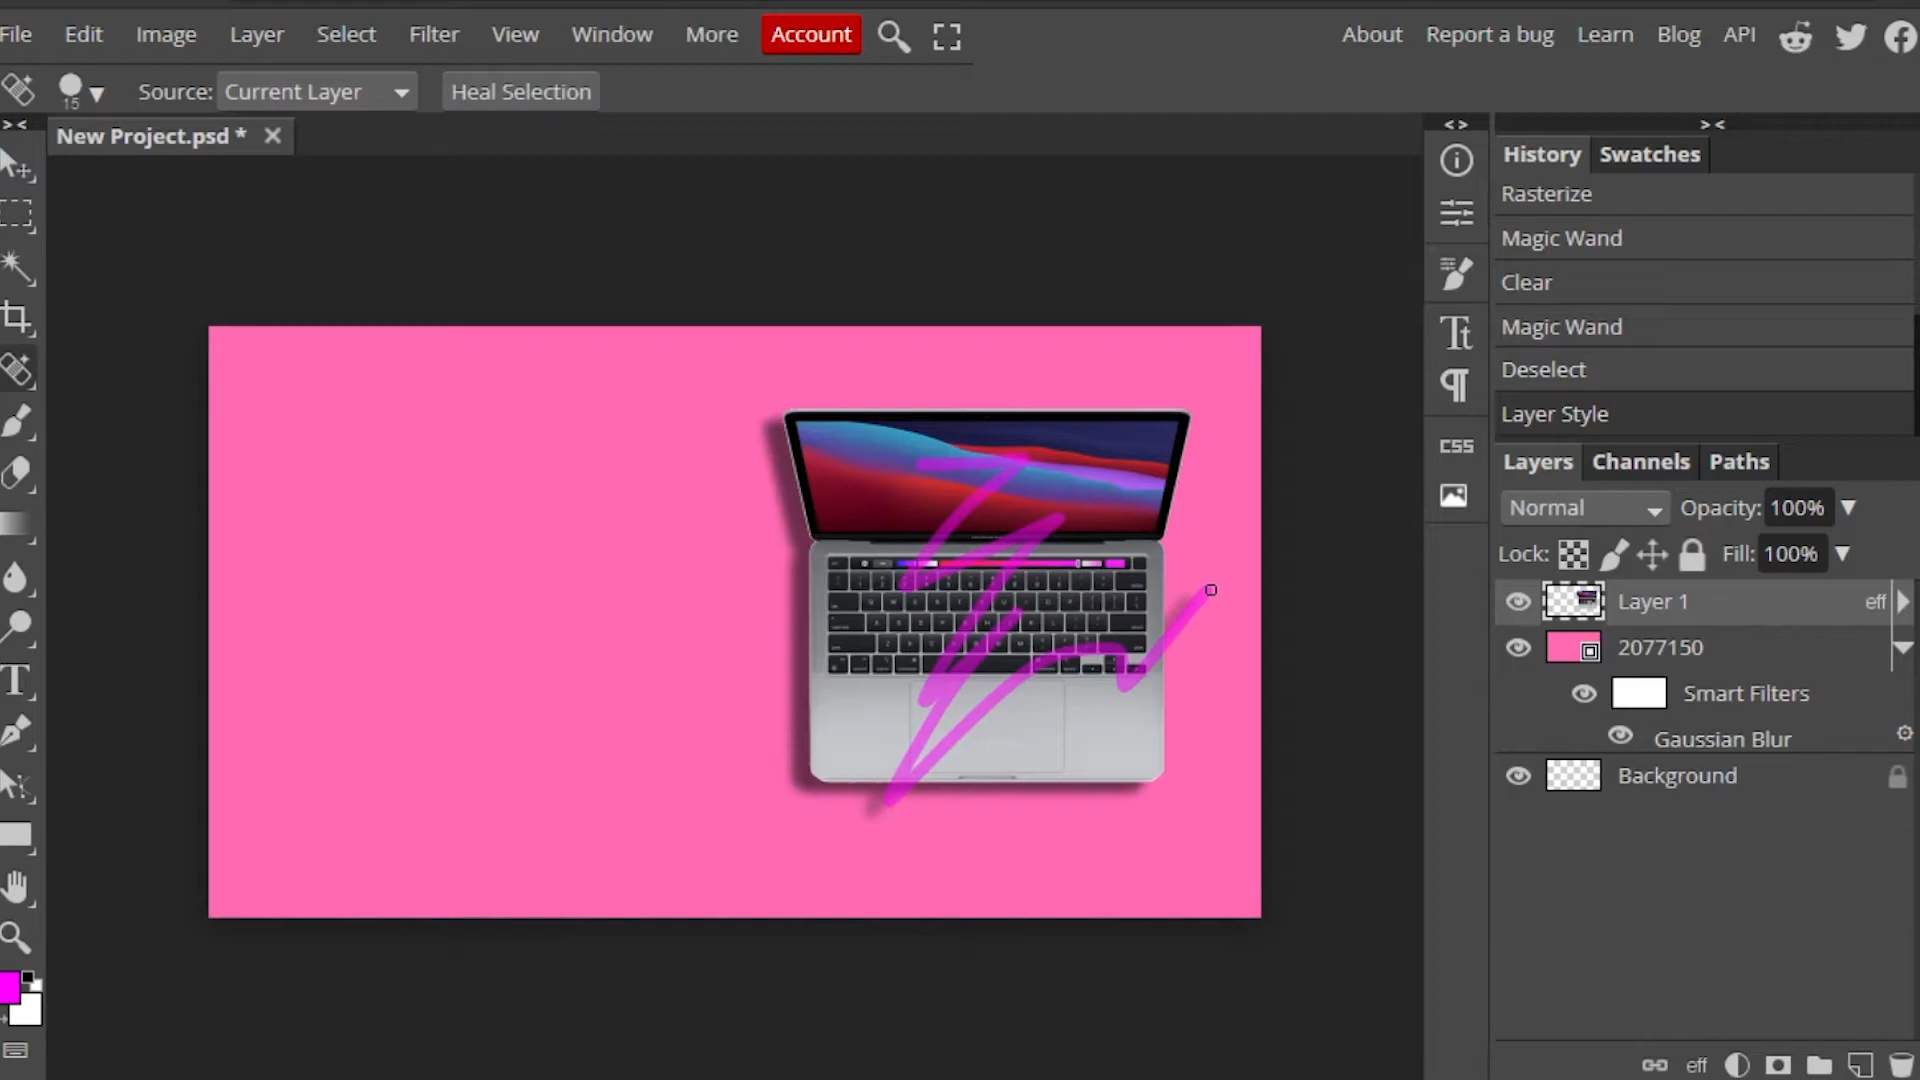 File Edit Image Layer Select Filter View Window More Account About Report a bug Learn Blog API
15 Source: Current Layer Heal Selection
New Project.psd *
History Swatches
Rasterize
Magic Wand
Clear
Magic Wand
Deselect
Layer Style
CSS
Layers Channels Paths
Normal Opacity: 100%
Lock: Fill: 100%
Layer 1 eff
2077150
Smart Filters
Gaussian Blur
Background
eff